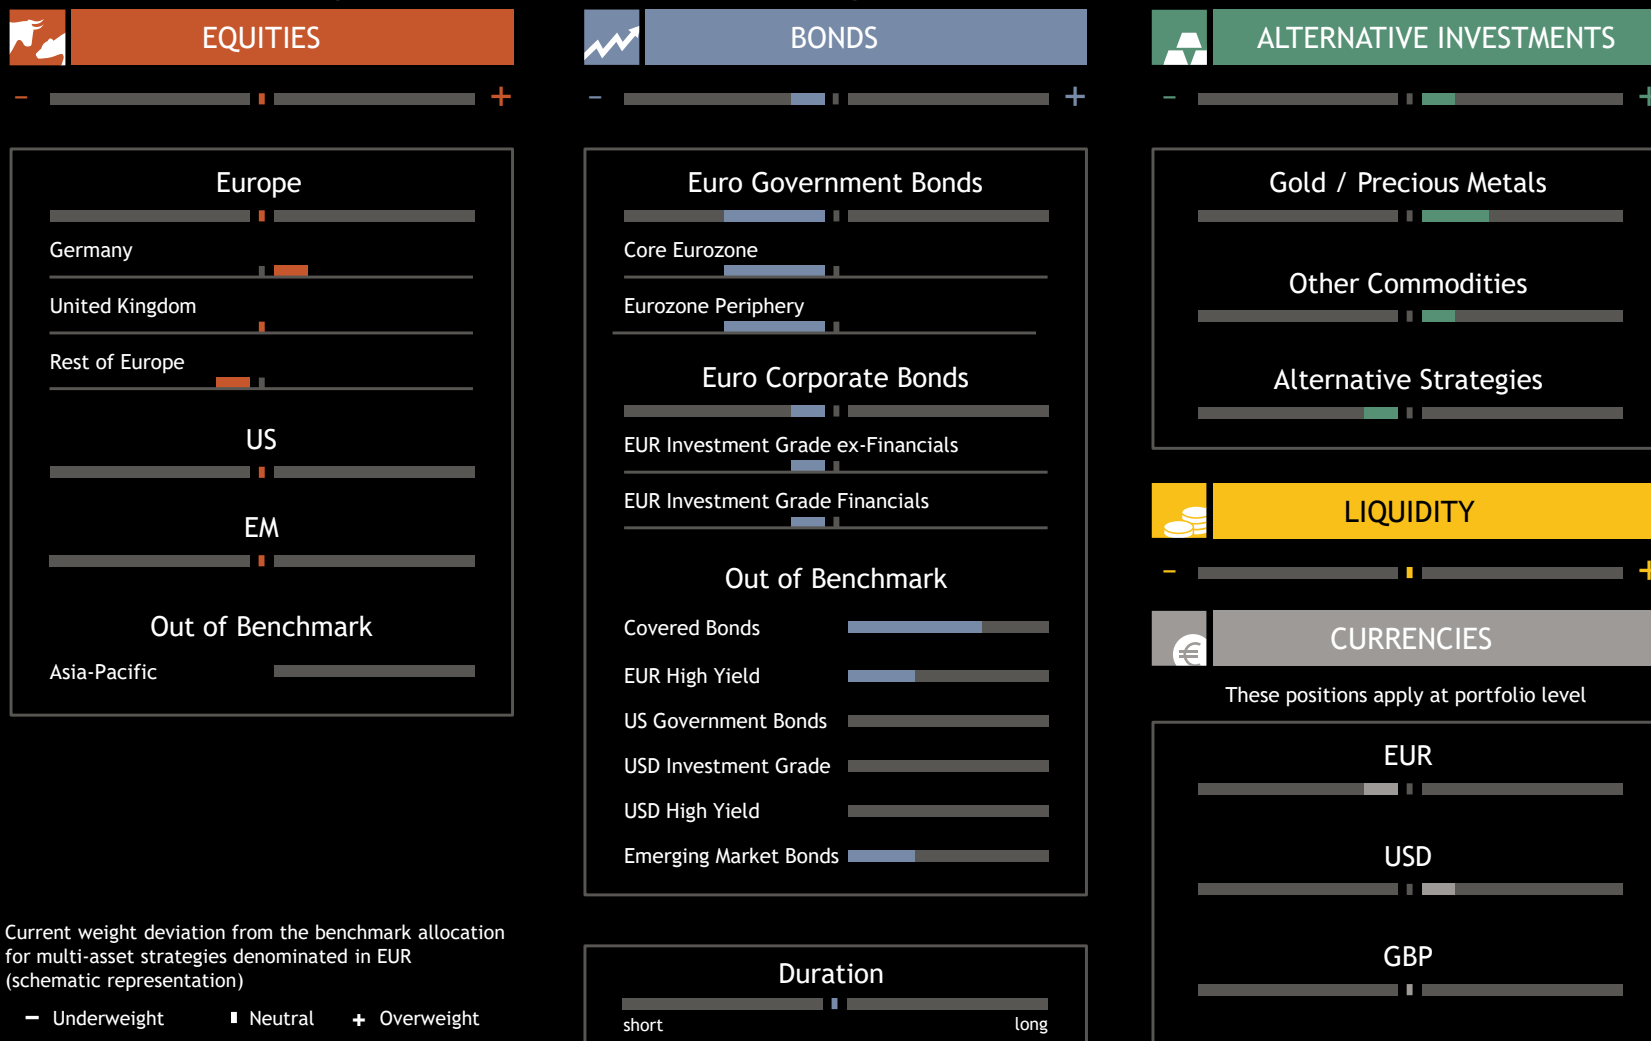 EQUITIES
- +
Europe
Germany
United Kingdom
Rest of Europe
US
EM
Out of Benchmark
Asia-Pacific
Current weight deviation from the benchmark allocation
for multi-asset strategies denominated in EUR
(schematic representation)
- Underweight Neutral + Overweight
BONDS
- +
Euro Government Bonds
Core Eurozone
Eurozone Periphery
Euro Corporate Bonds
EUR Investment Grade ex-Financials
EUR Investment Grade Financials
Out of Benchmark
Covered Bonds
EUR High Yield
US Government Bonds
USD Investment Grade
USD High Yield
Emerging Market Bonds
Duration
short long
ALTERNATIVE INVESTMENTS
- +
Gold / Precious Metals
Other Commodities
Alternative Strategies
LIQUIDITY
- +
€
CURRENCIES
These positions apply at portfolio level
EUR
USD
GBP